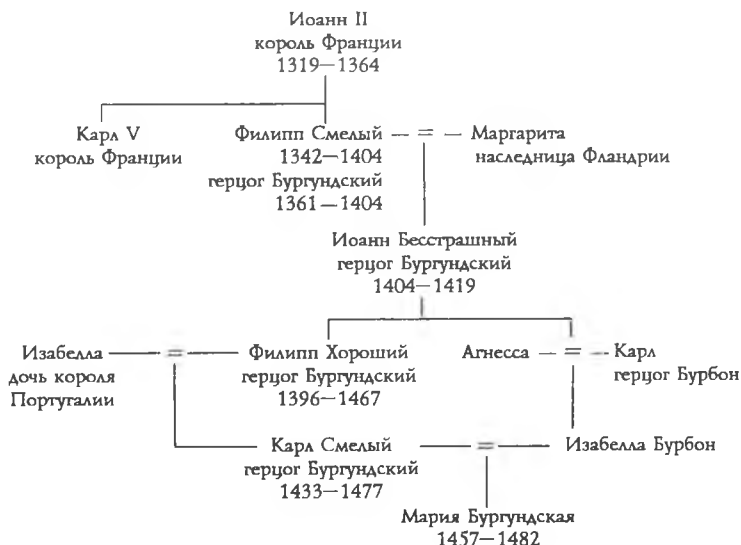 Иоанн II
король Франции
1319—1364
Карл V
король Франции
Филипп Смелый
1342—1404
герцог Бургундский
1361—1404
Маргарита
наследница Фландрии
Иоанн Бесстрашный
герцог Бургундский
1404—1419
Изабелла
дочь короля
Португалии
Филипп Хороший
герцог Бургундский
1396—1467
Агнесса
Карл
герцог Бурбон
Карл Смелый
герцог Бургундский
1433—1477
Изабелла Бурбон
Мария Бургундская
1457—1482